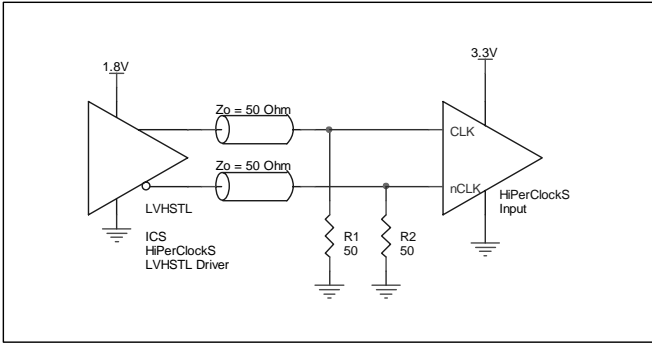 1.8V
3.3V
Zo = 50 Ohm
CLK
Zo = 50 Ohm
nCLK
HiPerClockS
Input
LVHSTL
ICS
HiPerClockS
LVHSTL Driver
R1
50
R2
50